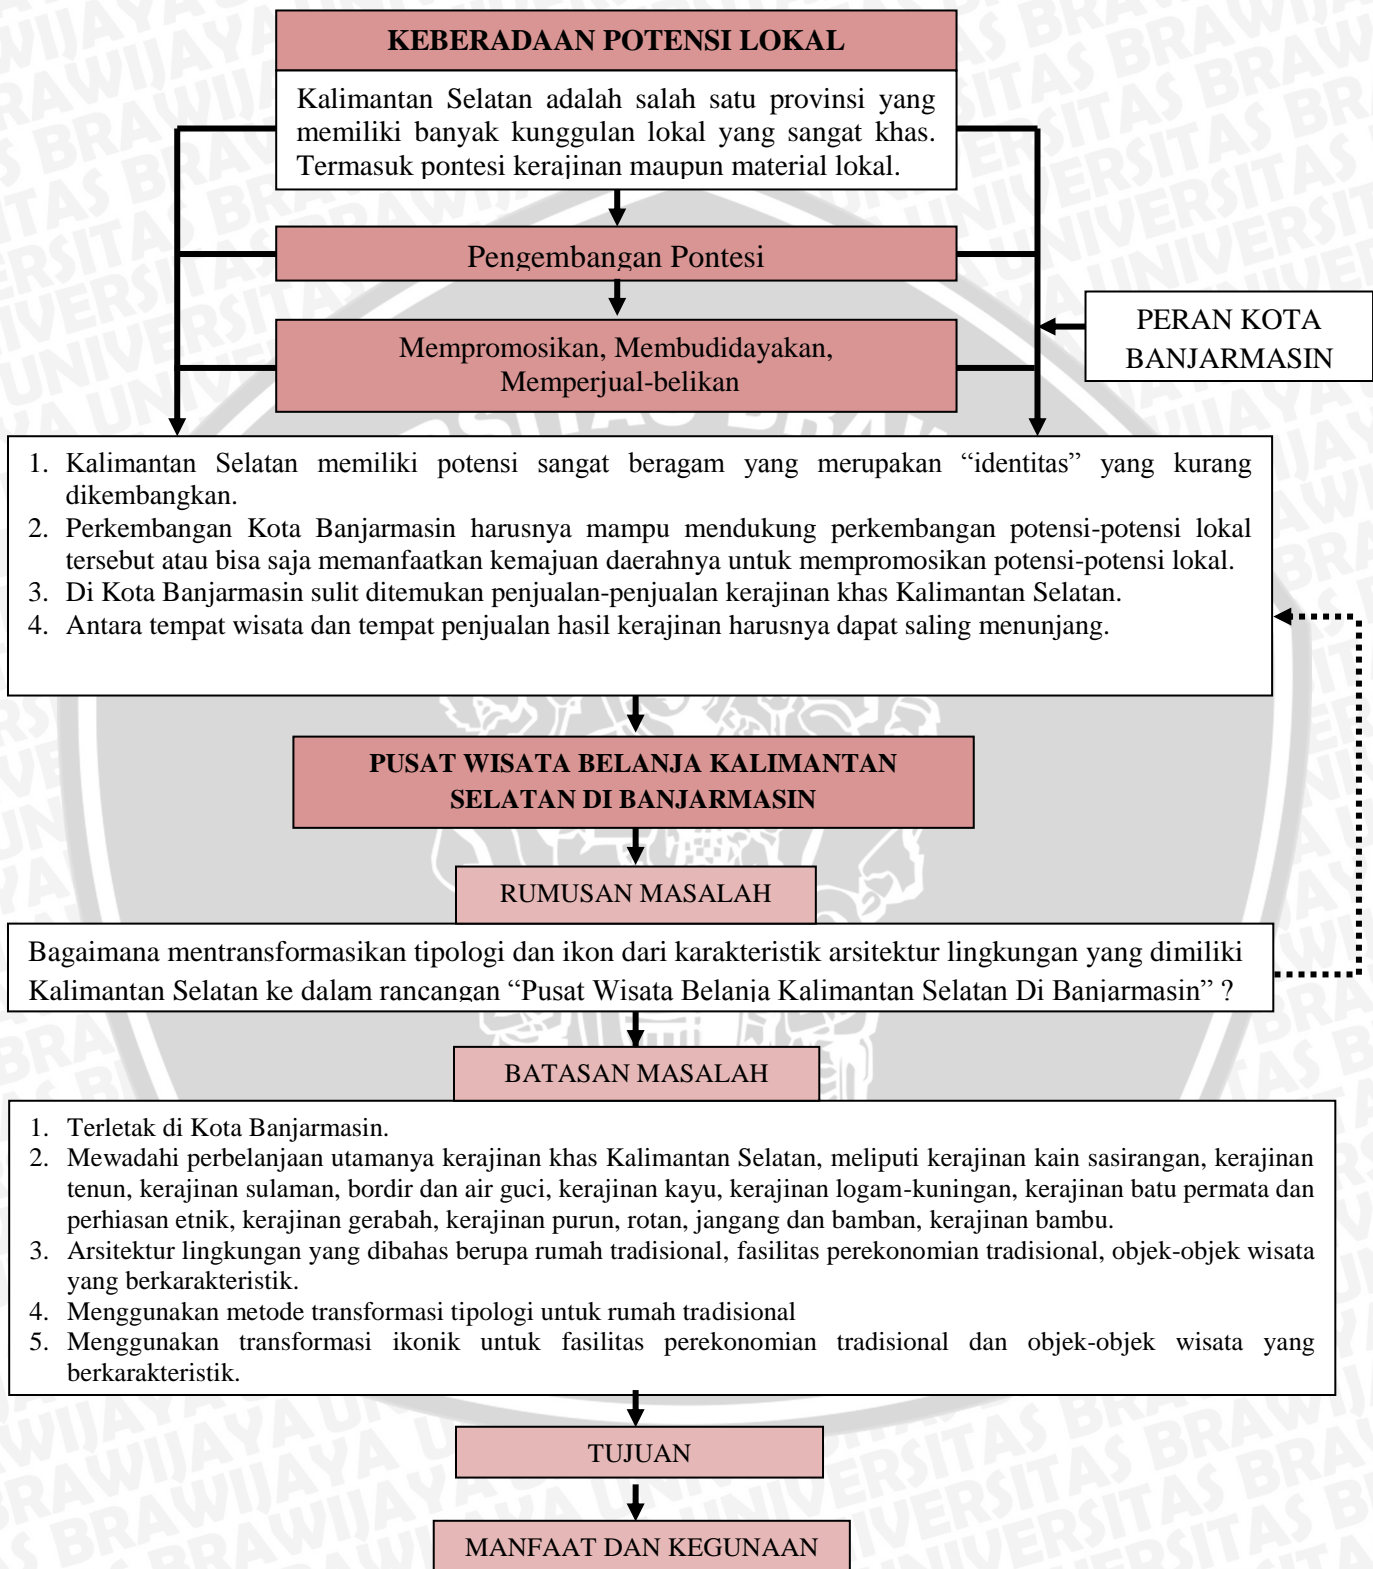 KEBERADAAN POTENSI LOKAL
Kalimantan Selatan adalah salah satu provinsi yang
memiliki banyak kunggulan lokal yang sangat khas.
Termasuk pontesi kerajinan maupun material lokal.
Pengembangan Pontesi
Mempromosikan, Membudidayakan,
Memperjual-belikan
PERAN KOTA
BANJARMASIN
1. Kalimantan Selatan memiliki potensi sangat beragam yang merupakan “identitas” yang kurang
dikembangkan.
2. Perkembangan Kota Banjarmasin harusnya mampu mendukung perkembangan potensi-potensi lokal
tersebut atau bisa saja memanfaatkan kemajuan daerahnya untuk mempromosikan potensi-potensi lokal.
3. Di Kota Banjarmasin sulit ditemukan penjualan-penjualan kerajinan khas Kalimantan Selatan.
4. Antara tempat wisata dan tempat penjualan hasil kerajinan harusnya dapat saling menunjang.
PUSAT WISATA BELANJA KALIMANTAN
SELATAN DI BANJARMASIN
RUMUSAN MASALAH
Bagaimana mentransformasikan tipologi dan ikon dari karakteristik arsitektur lingkungan yang dimiliki
Kalimantan Selatan ke dalam rancangan “Pusat Wisata Belanja Kalimantan Selatan Di Banjarmasin” ?
BATASAN MASALAH
1. Terletak di Kota Banjarmasin.
2. Mewadahi perbelanjaan utamanya kerajinan khas Kalimantan Selatan, meliputi kerajinan kain sasirangan, kerajinan
tenun, kerajinan sulaman, bordir dan air guci, kerajinan kayu, kerajinan logam-kuningan, kerajinan batu permata dan
perhiasan etnik, kerajinan gerabah, kerajinan purun, rotan, jangang dan bamban, kerajinan bambu.
3. Arsitektur lingkungan yang dibahas berupa rumah tradisional, fasilitas perekonomian tradisional, objek-objek wisata
yang berkarakteristik.
4. Menggunakan metode transformasi tipologi untuk rumah tradisional
5. Menggunakan transformasi ikonik untuk fasilitas perekonomian tradisional dan objek-objek wisata yang
berkarakteristik.
TUJUAN
MANFAAT DAN KEGUNAAN